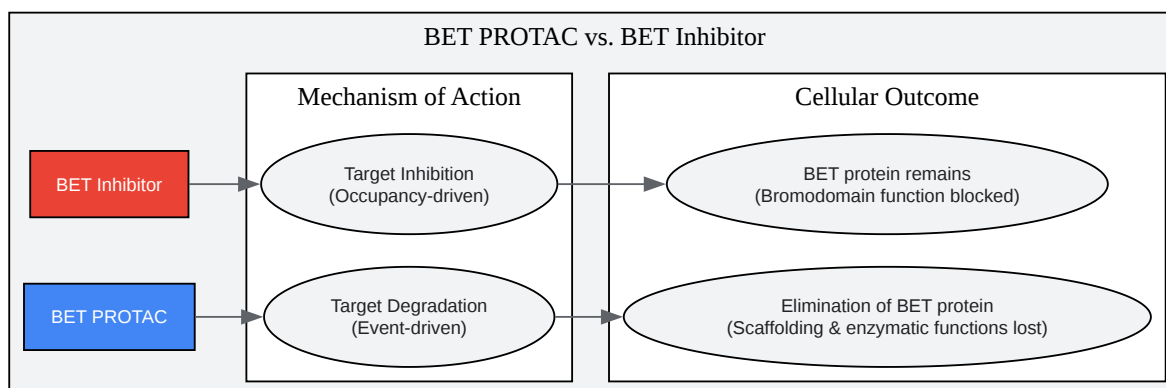 BET PROTAC vs. BET Inhibitor
Mechanism of Action
Cellular Outcome
BET Inhibitor
Target Inhibition
(Occupancy-driven)
BET protein remains
(Bromodomain function blocked)
BET PROTAC
Target Degradation
(Event-driven)
Elimination of BET protein
(Scaffolding & enzymatic functions lost)